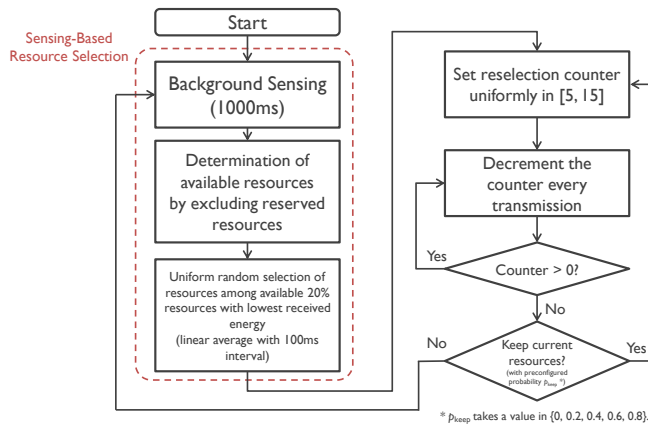 Start
Sensing-Based
Resource Selection
Background Sensing
(1000ms)
Determination of
available resources
by excluding reserved
resources
Uniform random selection of
resources among available 20%
resources with lowest received
energy
(linear average with 100ms
interval)
Set reselection counter
uniformly in [5, 15]
Decrement the
counter every
transmission
Yes
Counter > 0?
No
No
Keep current
resources?
(with preconfigured
probability p_keep *)
Yes
* p_keep takes a value in {0, 0.2, 0.4, 0.6, 0.8}.